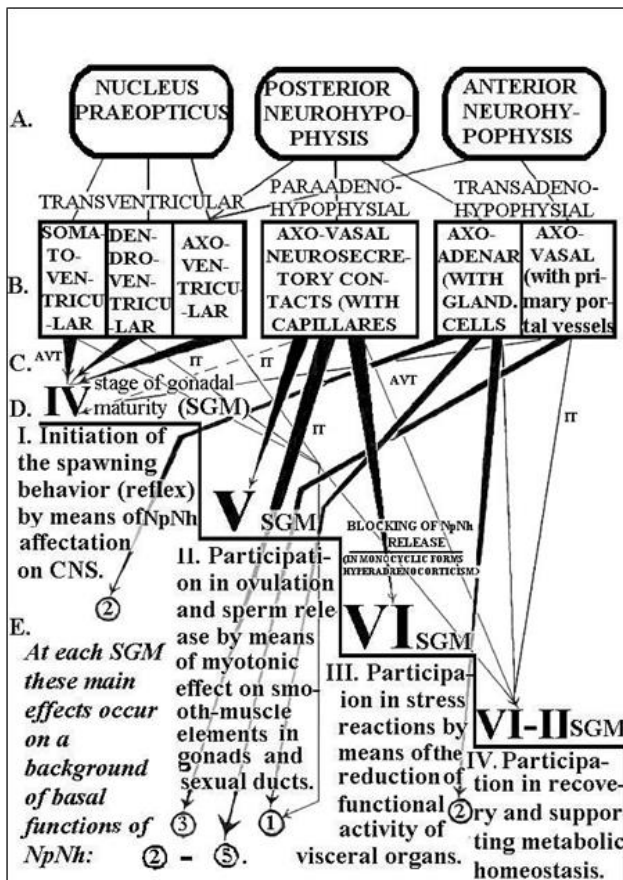 A.
NUCLEUS
PRAEOPTICUS
POSTERIOR
NEUROHYPO-
PHYSIS
ANTERIOR
NEUROHY-
POPHYSIS
TRANSVENTRICULAR
PARAADENO-
HYPOPHYSIAL
TRANSADENO-
HYPOPHYSIAL
B.
SOMA-
TO-
VEN-
TRICU-
LAR
DEN-
DRO-
VEN-
TRICU-
LAR
AXO-
VEN-
TRICU-
-LAR
AXO-VASAL
NEUROSECRE-
TORY CON-
TACTS (WITH
CAPILLARES
AXO-
ADENAR
(WITH
GLAND.
CELLS
AXO-
VASAL
(with pri-
mary por-
tal vessels
C.
AVT
IT
IT
AVT
D.
IV stage of gonadal
maturity (SGM)
IT
IT
I. Initiation of
the spawning
behavior (reflex)
by means of NpNh
affectation
on CNS.
2
V SGM
II. Participati-
on in ovulation
and sperm rele-
ase by means
of myotonic
effect on smo-
oth-muscle
elements in
gonads and
sexual ducts.
3
1
BLOCKING OF NpNh
RELEASE
(IN MONOCYCLIC FORMS
HYPERADRENOCORTICISM)
VI SGM
III. Participa-
tion in stress
reactions by
means of the
reduction of
functional
activity of
visceral organs.
2
VI-II SGM
IV. Participa-
tion in recove-
ry and suppor-
ting metabolic
homeostasis.
E.
At each SGM
these main
effects occur
on a
background
of basal
functions of
NpNh: 2 - 5.